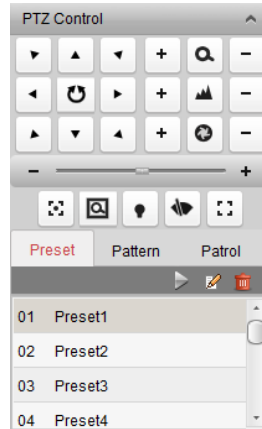 PTZ Control
+ −
+ −
+ −
− +
Preset Pattern Patrol
01 Preset1
02 Preset2
03 Preset3
04 Preset4